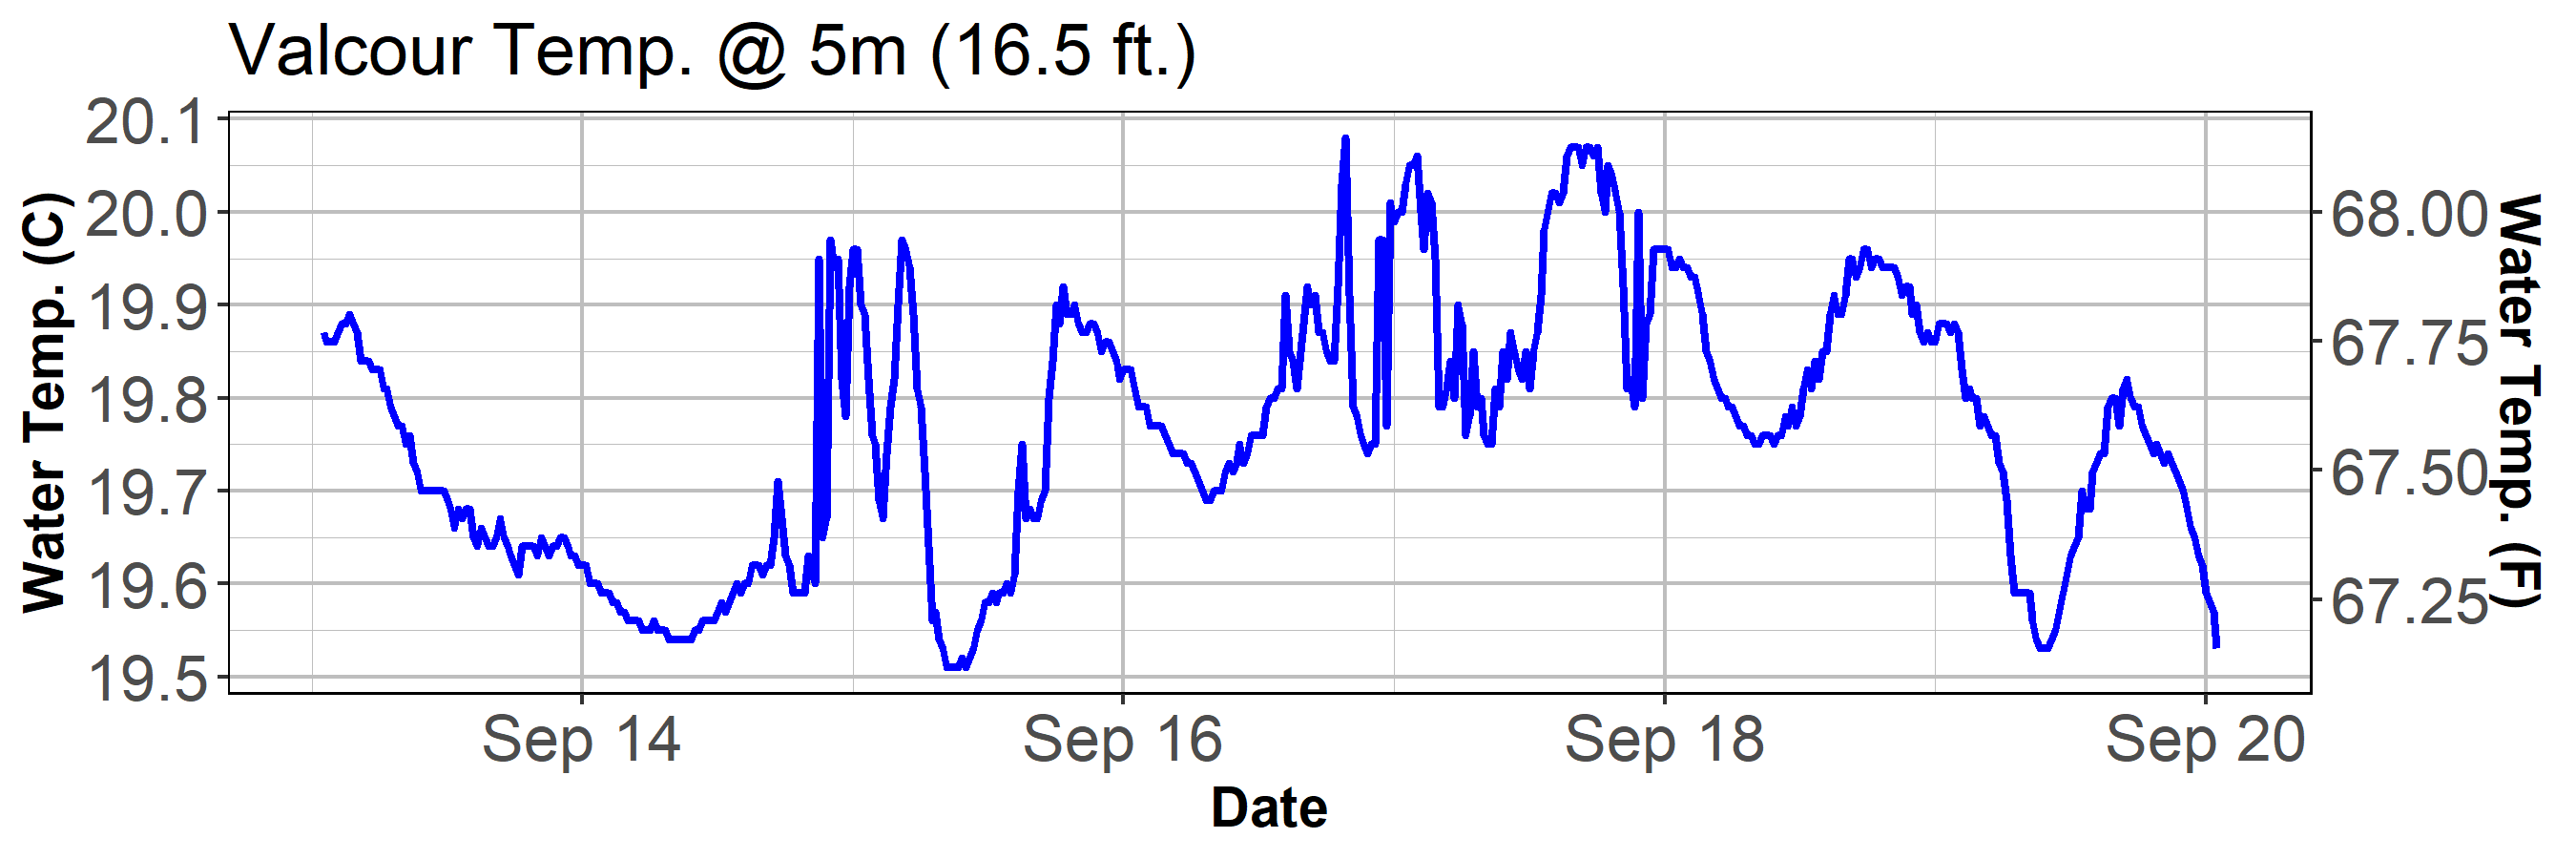 Valcour Temp. @ 5m (16.5 ft.)
Water Temp. (C)
20.1
20.0
19.9
19.8
19.7
19.6
19.5
68.00
67.75
67.50
67.25
Water Temp. (F)
Sep 14 Sep 16 Sep 18 Sep 20
Date